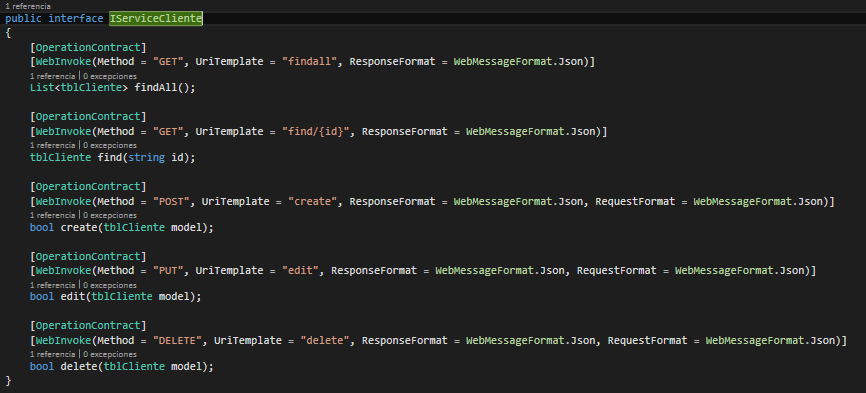 1 referencia
public interface IServiceCliente
{
[OperationContract]
[WebInvoke(Method = "GET", UriTemplate = "findall", ResponseFormat = WebMessageFormat.Json)]
1 referencia | 0 excepciones
List<tblCliente> findAll();
[OperationContract]
[WebInvoke(Method = "GET", UriTemplate = "find/{id}", ResponseFormat = WebMessageFormat.Json)]
1 referencia | 0 excepciones
tblCliente find(string id);
[OperationContract]
[WebInvoke(Method = "POST", UriTemplate = "create", ResponseFormat = WebMessageFormat.Json, RequestFormat = WebMessageFormat.Json)]
1 referencia | 0 excepciones
bool create(tblCliente model);
[OperationContract]
[WebInvoke(Method = "PUT", UriTemplate = "edit", ResponseFormat = WebMessageFormat.Json, RequestFormat = WebMessageFormat.Json)]
1 referencia | 0 excepciones
bool edit(tblCliente model);
[OperationContract]
[WebInvoke(Method = "DELETE", UriTemplate = "delete", ResponseFormat = WebMessageFormat.Json, RequestFormat = WebMessageFormat.Json)]
1 referencia | 0 excepciones
bool delete(tblCliente model);
}